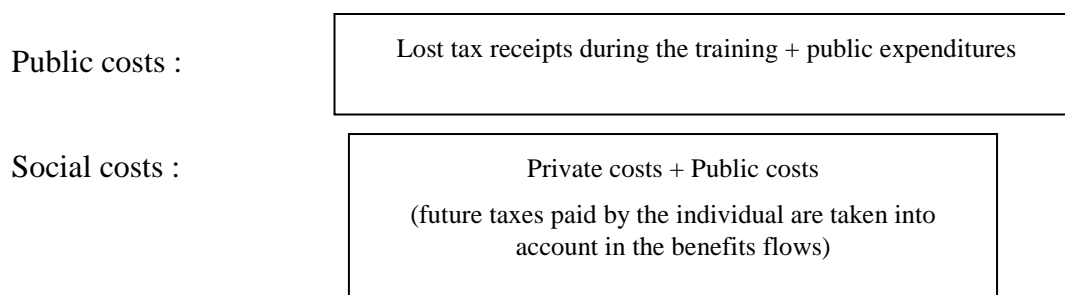 Public costs :
Lost tax receipts during the training + public expenditures
Social costs :
Private costs + Public costs
(future taxes paid by the individual are taken into
account in the benefits flows)